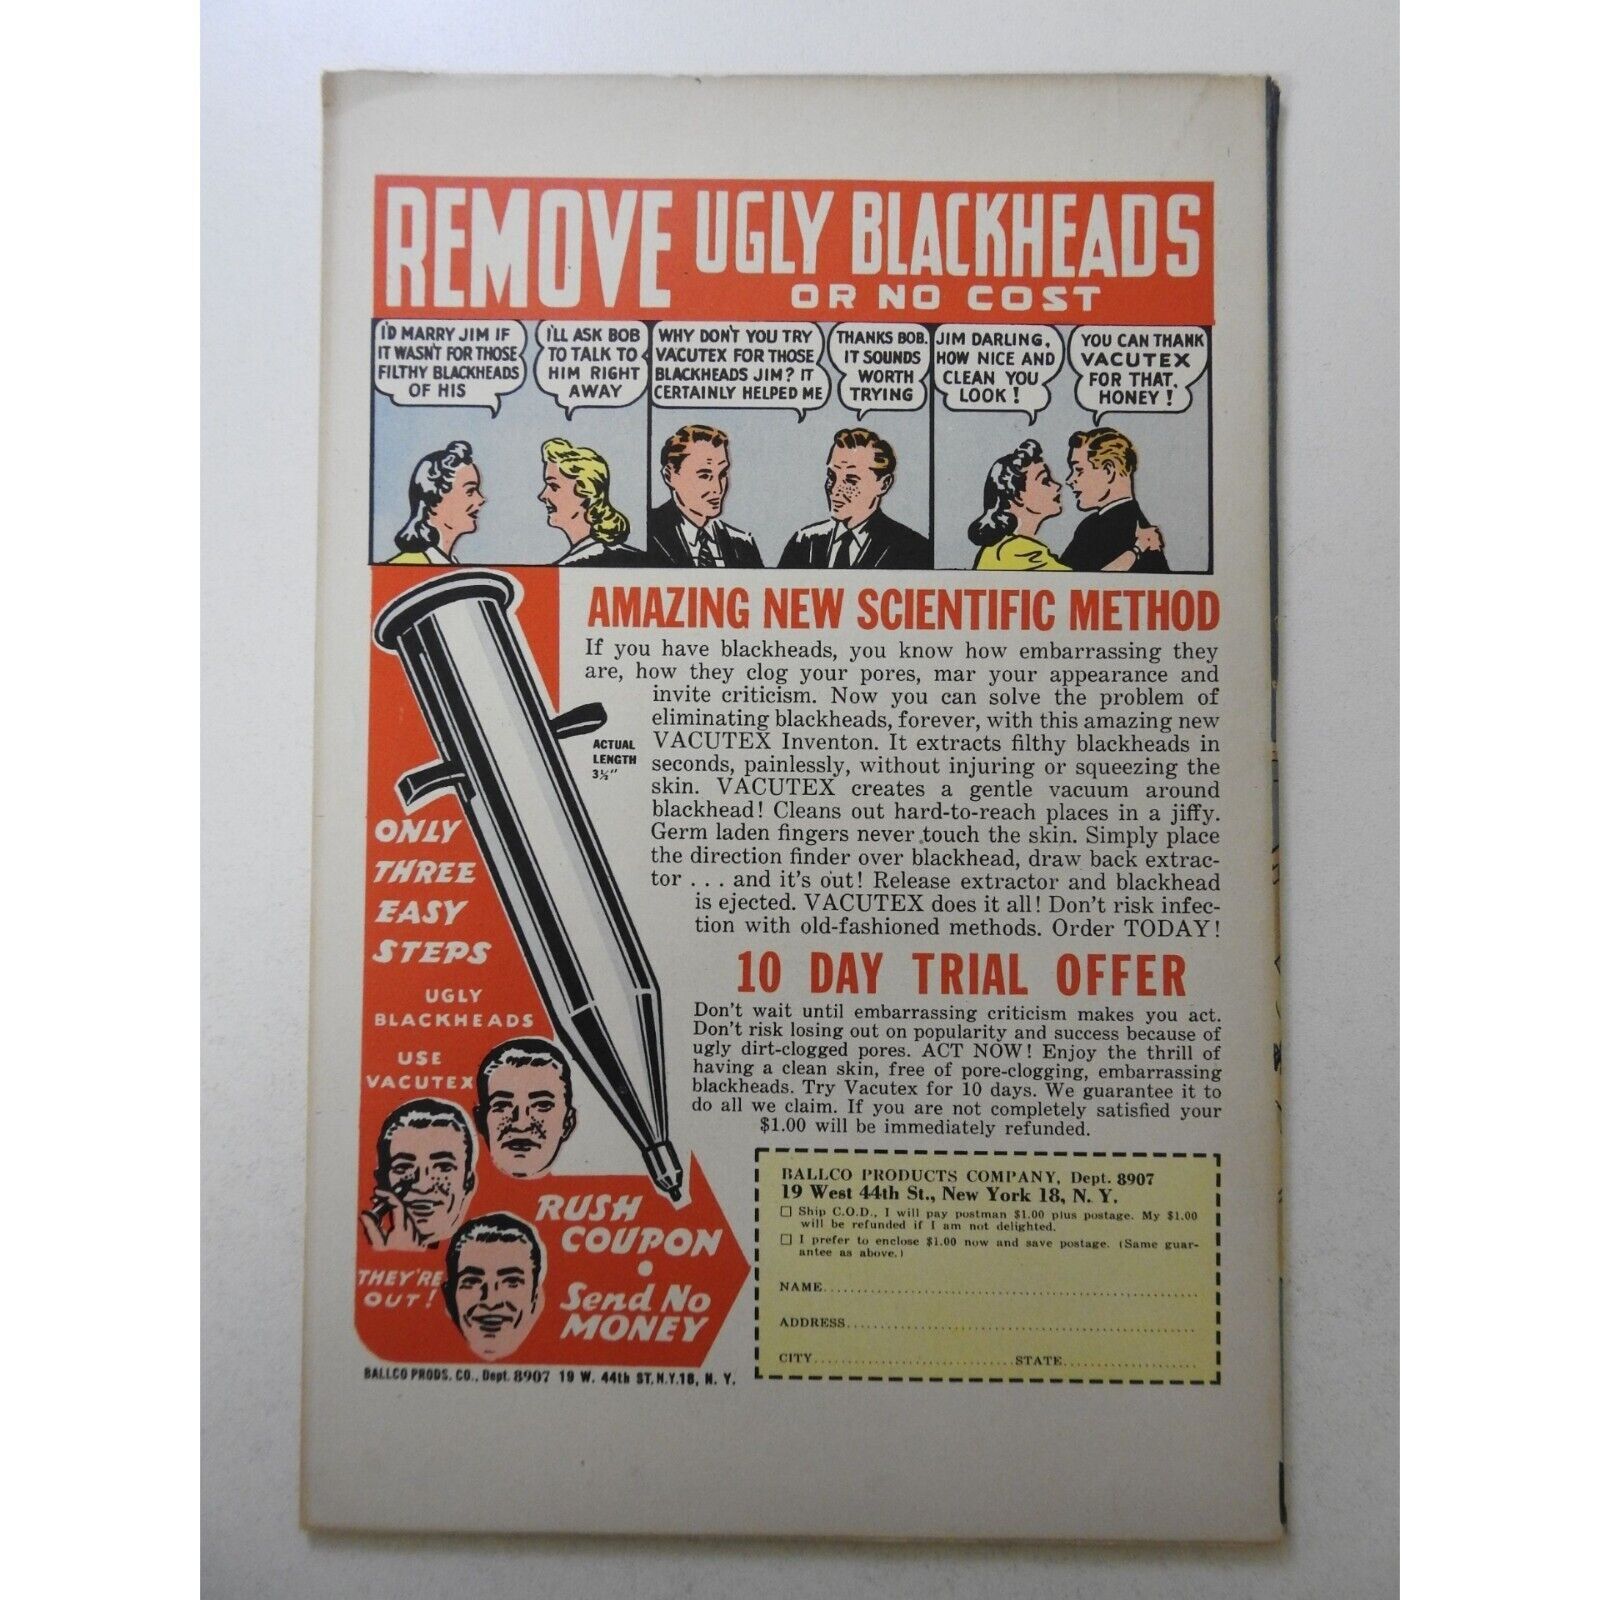 REMOVE UGLY BLACKHEADS
OR NO COST
I'D MARRY JIM IF
IT WASN'T FOR THOSE
FILTHY BLACKHEADS
OF HIS
I'LL ASK BOB
TO TALK TO
HIM RIGHT
AWAY
WHY DON'T YOU TRY
VACUTEX FOR THOSE
BLACKHEADS JIM? IT
CERTAINLY HELPED ME
THANKS BOB.
IT SOUNDS
WORTH
TRYING
JIM DARLING,
HOW NICE AND
CLEAN YOU
LOOK!
YOU CAN THANK
VACUTEX
FOR THAT,
HONEY!
AMAZING NEW SCIENTIFIC METHOD
If you have blackheads, you know how embarrassing they
are, how they clog your pores, mar your appearance and
invite criticism. Now you can solve the problem of
eliminating blackheads, forever, with this amazing new
VACUTEX Inventon. It extracts filthy blackheads in
seconds, painlessly, without injuring or squeezing the
skin. VACUTEX creates a gentle vacuum around
blackhead! Cleans out hard-to-reach places in a jiffy.
Germ laden fingers never touch the skin. Simply place
the direction finder over blackhead, draw back extrac-
tor . . . and it's out! Release extractor and blackhead
is ejected. VACUTEX does it all! Don't risk infec-
tion with old-fashioned methods. Order TODAY!
ACTUAL
LENGTH
3½"
ONLY
THREE
EASY
STEPS
UGLY
BLACKHEADS
USE
VACUTEX
THEY'RE
OUT!
10 DAY TRIAL OFFER
Don't wait until embarrassing criticism makes you act.
Don't risk losing out on popularity and success because of
ugly dirt-clogged pores. ACT NOW! Enjoy the thrill of
having a clean skin, free of pore-clogging, embarrassing
blackheads. Try Vacutex for 10 days. We guarantee it to
do all we claim. If you are not completely satisfied your
$1.00 will be immediately refunded.
RUSH
COUPON
•
Send No
MONEY
BALLCO PRODS. CO., Dept. 8907 19 W. 44th ST. N.Y. 18, N. Y.
BALLCO PRODUCTS COMPANY, Dept. 8907
19 West 44th St., New York 18, N. Y.
□ Ship C.O.D., I will pay postman $1.00 plus postage. My $1.00
will be refunded if I am not delighted.
□ I prefer to enclose $1.00 now and save postage. (Same guar-
antee as above.)
NAME
ADDRESS
CITY STATE